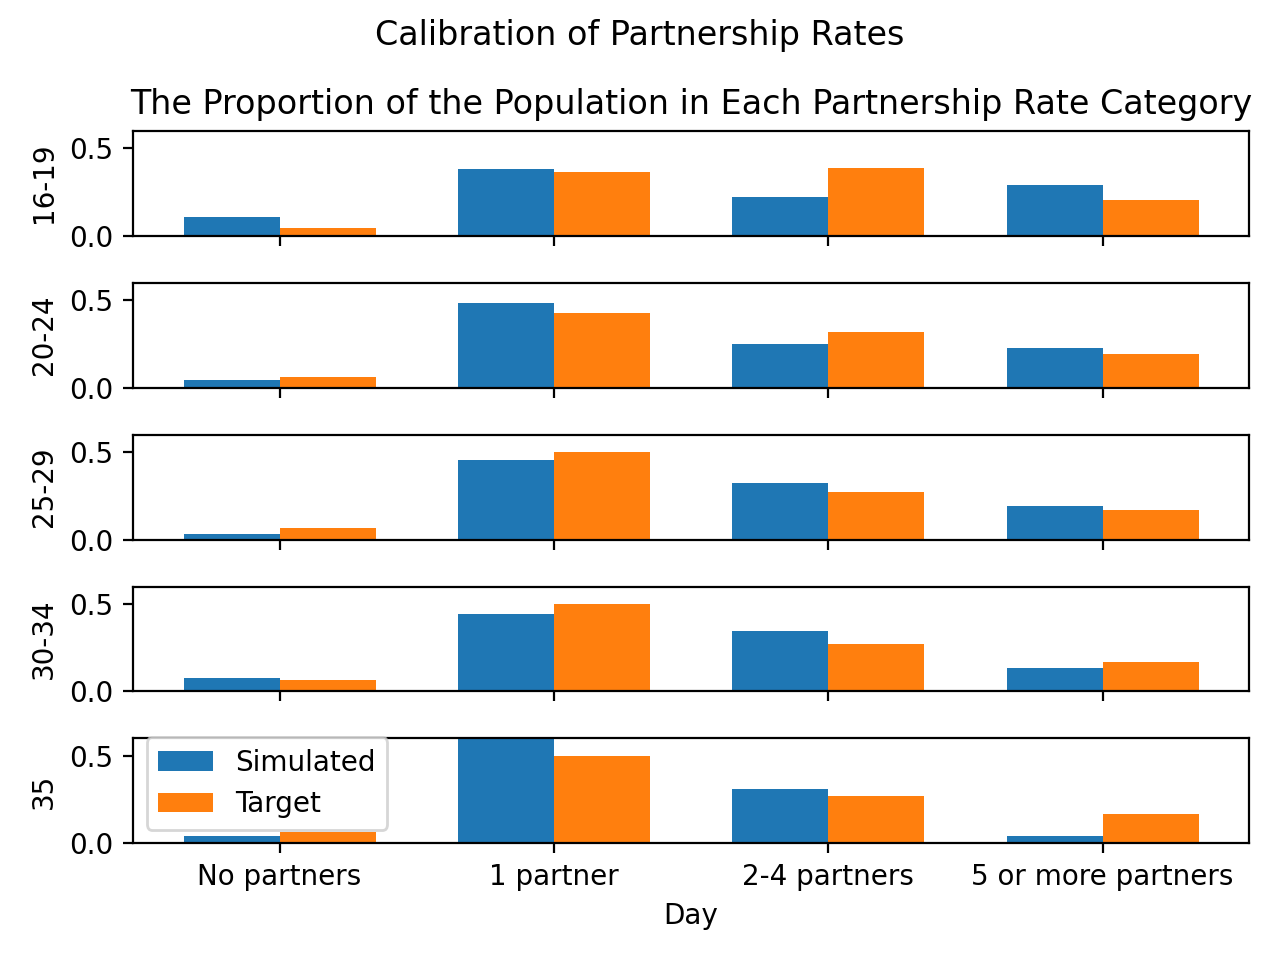 Calibration of Partnership Rates
The Proportion of the Population in Each Partnership Rate Category
0.5
16-19
0.0
0.5
20-24
0.0
0.5
25-29
0.0
0.5
30-34
0.0
0.5
35
0.0
Simulated
Target
No partners 1 partner 2-4 partners 5 or more partners
Day